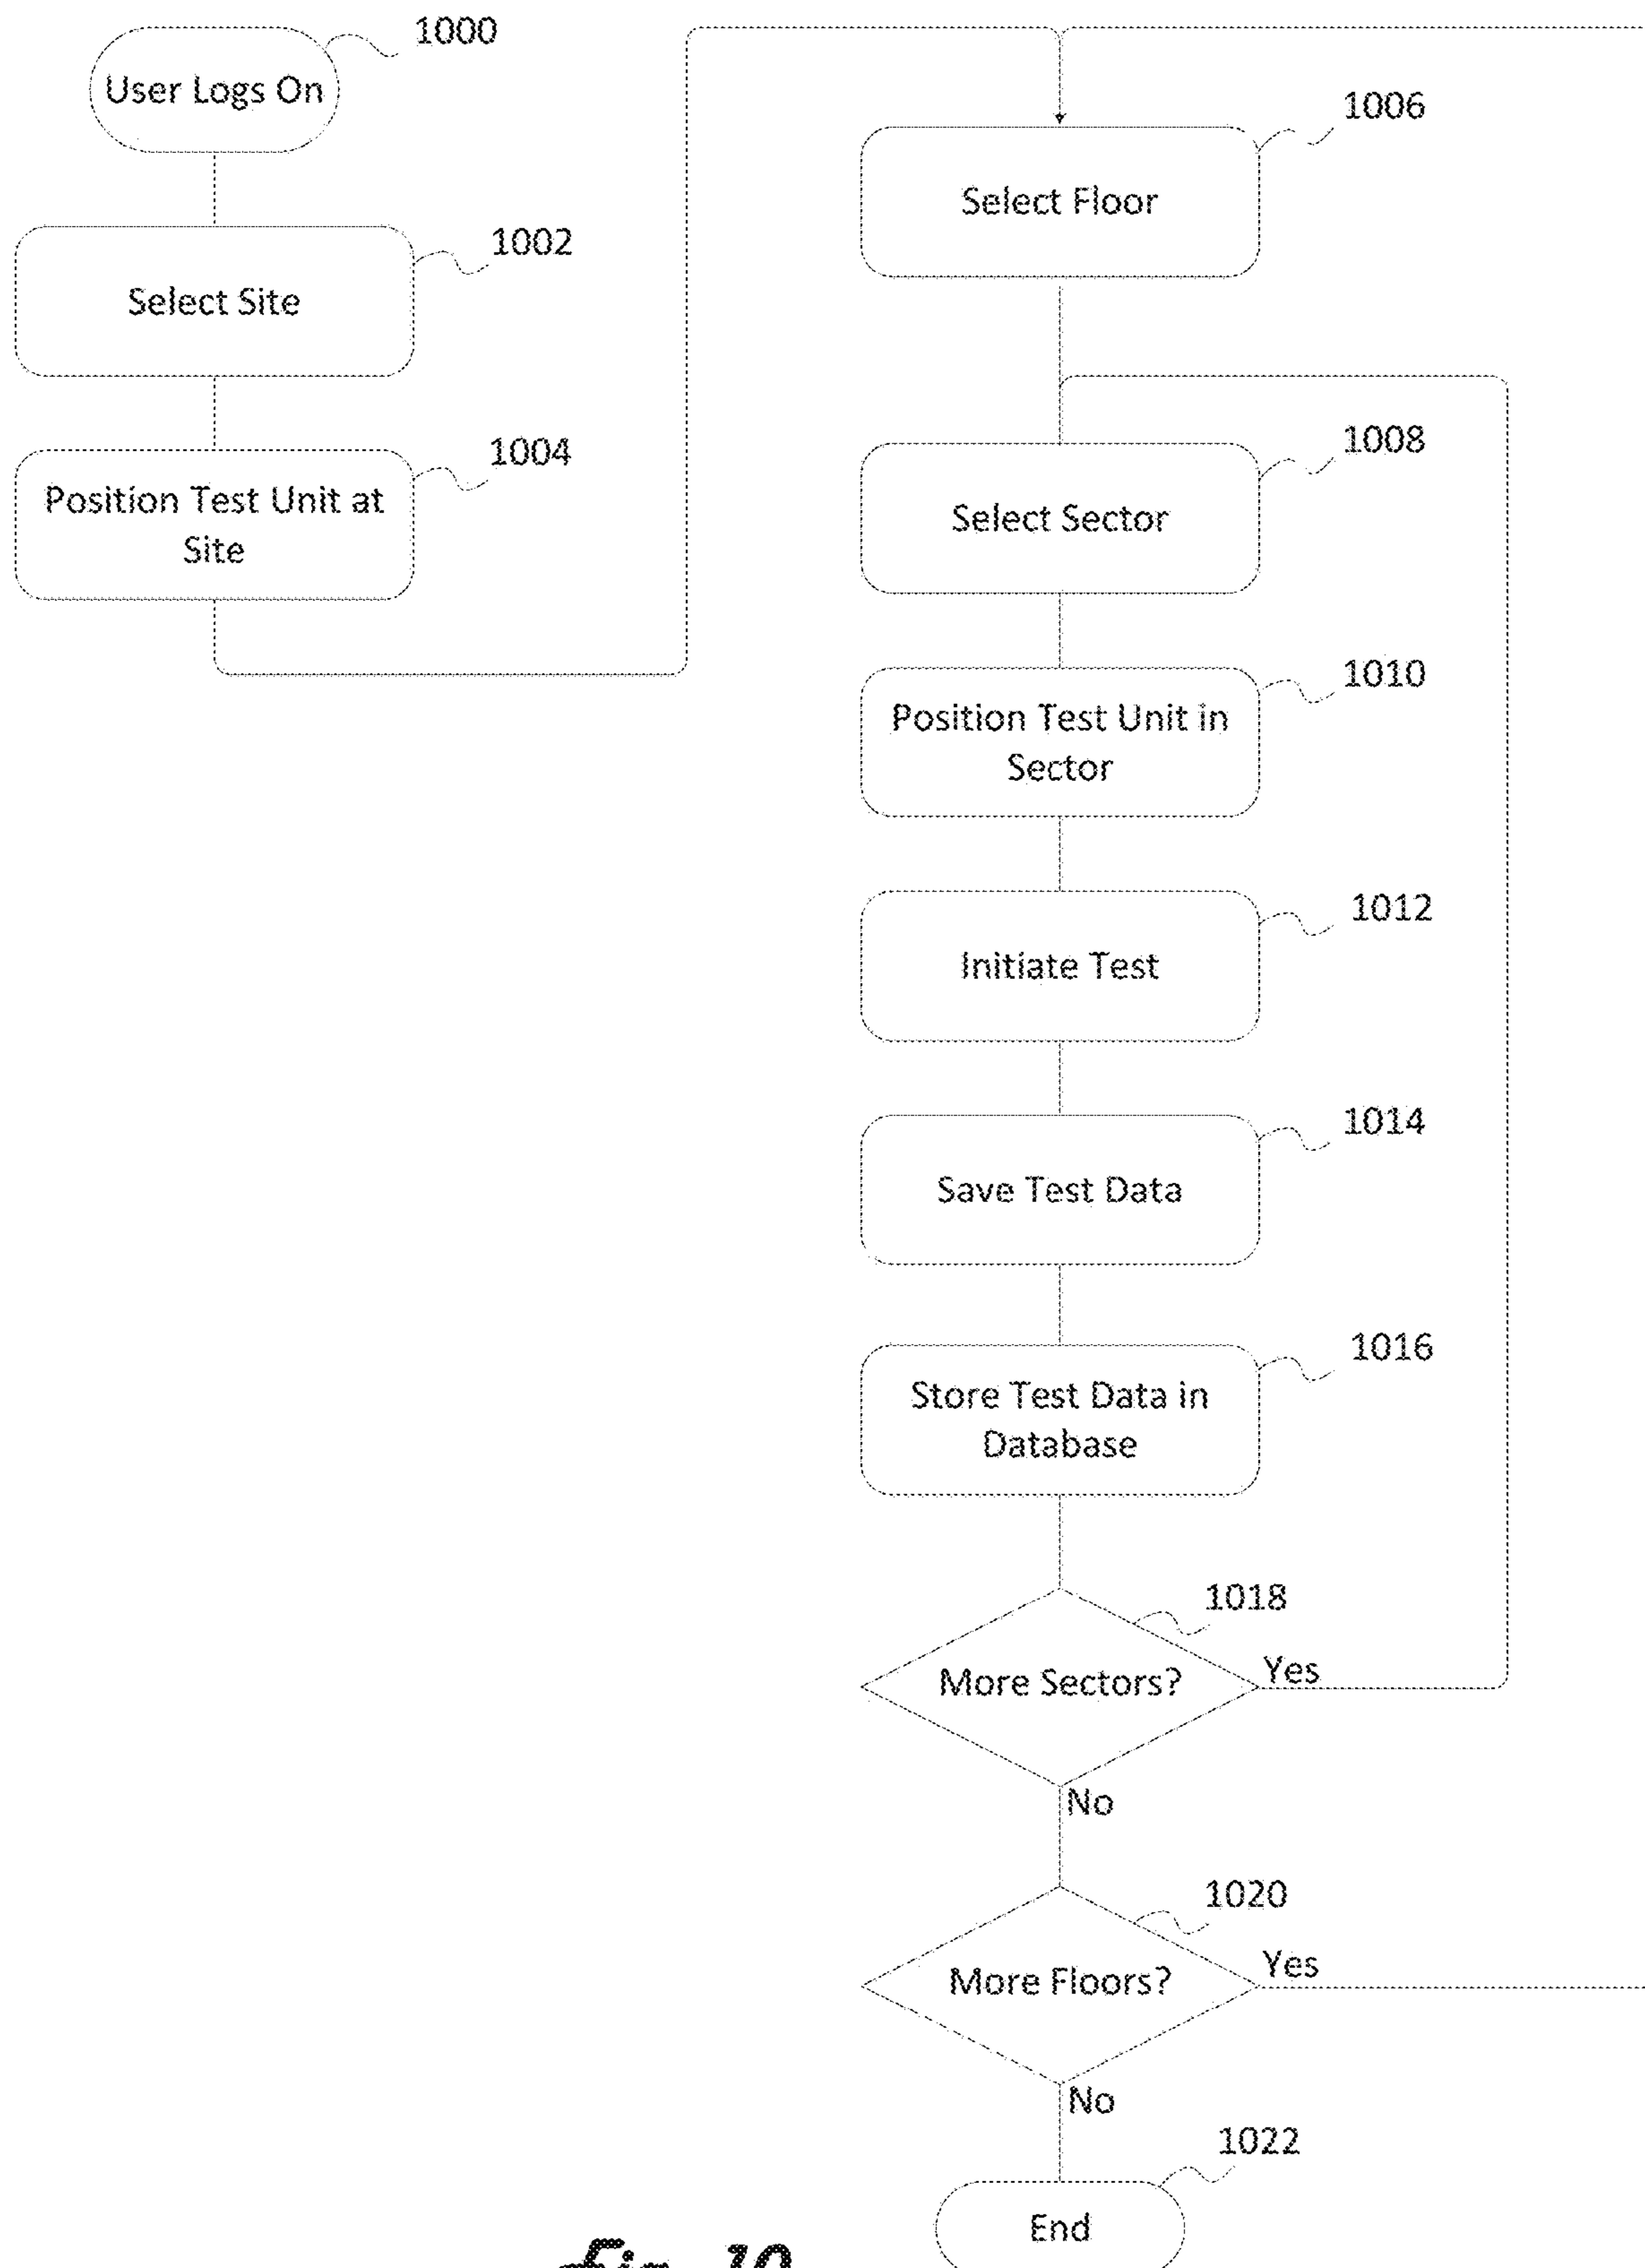 1000
User Logs On
1002
Select Site
1004
Position Test Unit at
Site
1006
Select Floor
1008
Select Sector
1010
Position Test Unit in
Sector
1012
Initiate Test
1014
Save Test Data
1016
Store Test Data in
Database
1018
More Sectors?
Yes
No
1020
More Floors?
Yes
No
1022
End
Fig. 10